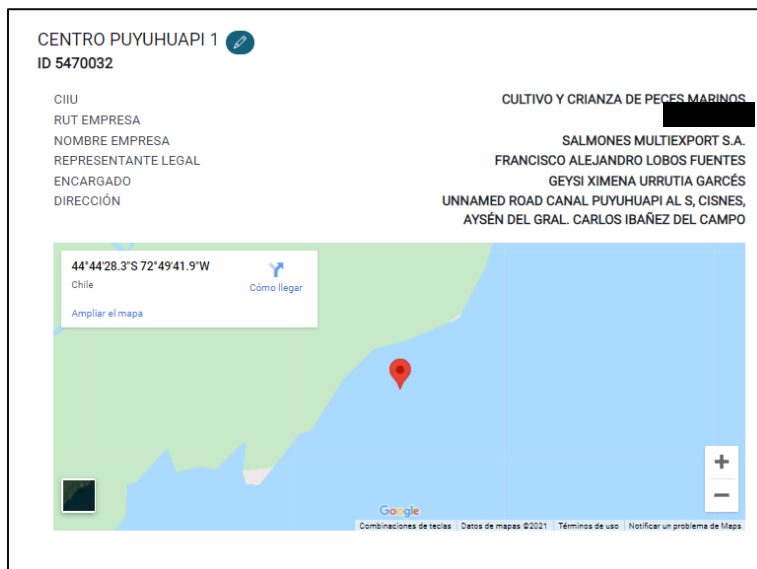 CENTRO PUYUHUAPI 1
ID 5470032
CIIU CULTIVO Y CRIANZA DE PECES MARINOS
RUT EMPRESA
NOMBRE EMPRESA SALMONES MULTIEXPORT S.A.
REPRESENTANTE LEGAL FRANCISCO ALEJANDRO LOBOS FUENTES
ENCARGADO GEYSI XIMENA URRUTIA GARCÉS
DIRECCIÓN UNNAMED ROAD CANAL PUYUHUAPI AL S, CISNES,
AYSÉN DEL GRAL. CARLOS IBAÑEZ DEL CAMPO
44°44'28.3"S 72°49'41.9"W
Chile
Cómo llegar
Ampliar el mapa
Google
Combinaciones de teclas Datos de mapas ©2021 Términos de uso Notificar un problema de Maps